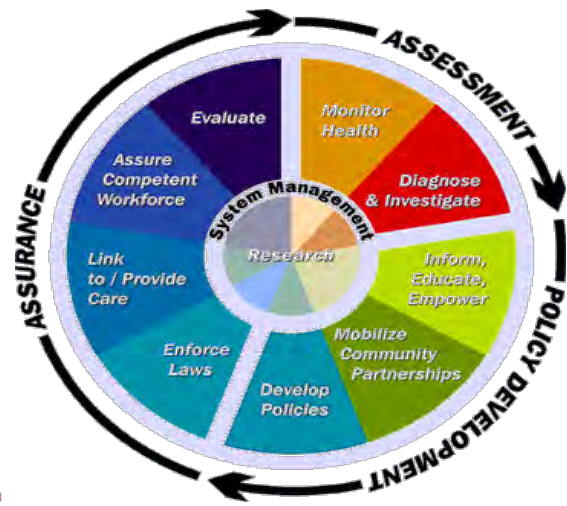 ASSESSMENT
Monitor
Health
Diagnose
& Investigate
POLICY DEVELOPMENT
Inform,
Educate,
Empower
Mobilize
Community
Partnerships
Develop
Policies
ASSURANCE
Enforce
Laws
Link
to / Provide
Care
Assure
Competent
Workforce
Evaluate
System Management
Research